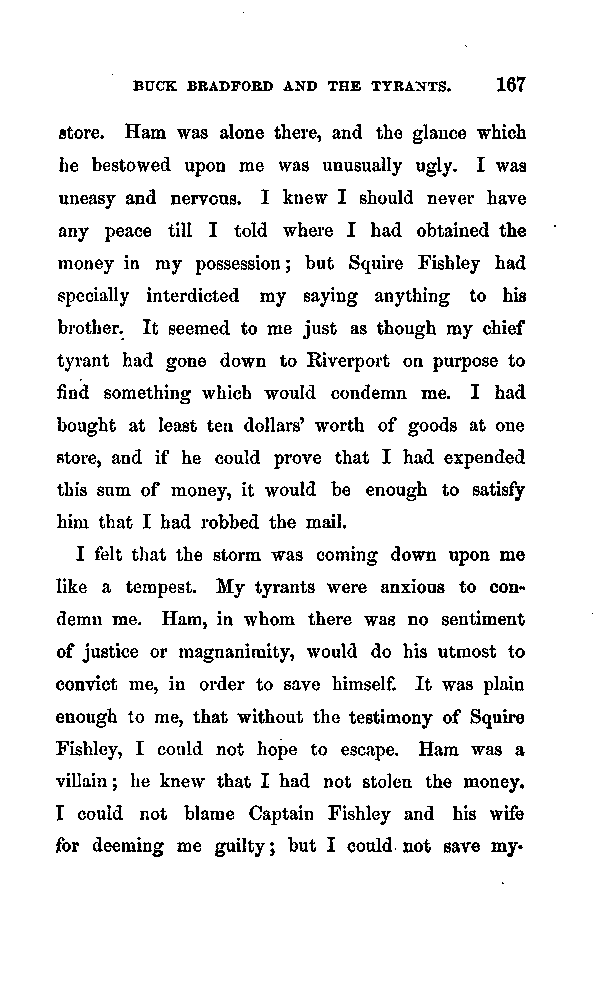 BUCK BRADFORD AND THE TYRANTS. 167
store. Ham was alone there, and the glance which
he bestowed upon me was unusually ugly. I was
uneasy and nervous. I knew I should never have
any peace till I told where I had obtained the
money in my possession; but Squire Fishley had
specially interdicted my saying anything to his
brother. It seemed to me just as though my chief
tyrant had gone down to Riverport on purpose to
find something which would condemn me. I had
bought at least ten dollars' worth of goods at one
store, and if he could prove that I had expended
this sum of money, it would be enough to satisfy
him that I had robbed the mail.
I felt that the storm was coming down upon me
like a tempest. My tyrants were anxious to con-
demn me. Ham, in whom there was no sentiment
of justice or magnanimity, would do his utmost to
convict me, in order to save himself. It was plain
enough to me, that without the testimony of Squire
Fishley, I could not hope to escape. Ham was a
villain; he knew that I had not stolen the money.
I could not blame Captain Fishley and his wife
for deeming me guilty; but I could not save my-